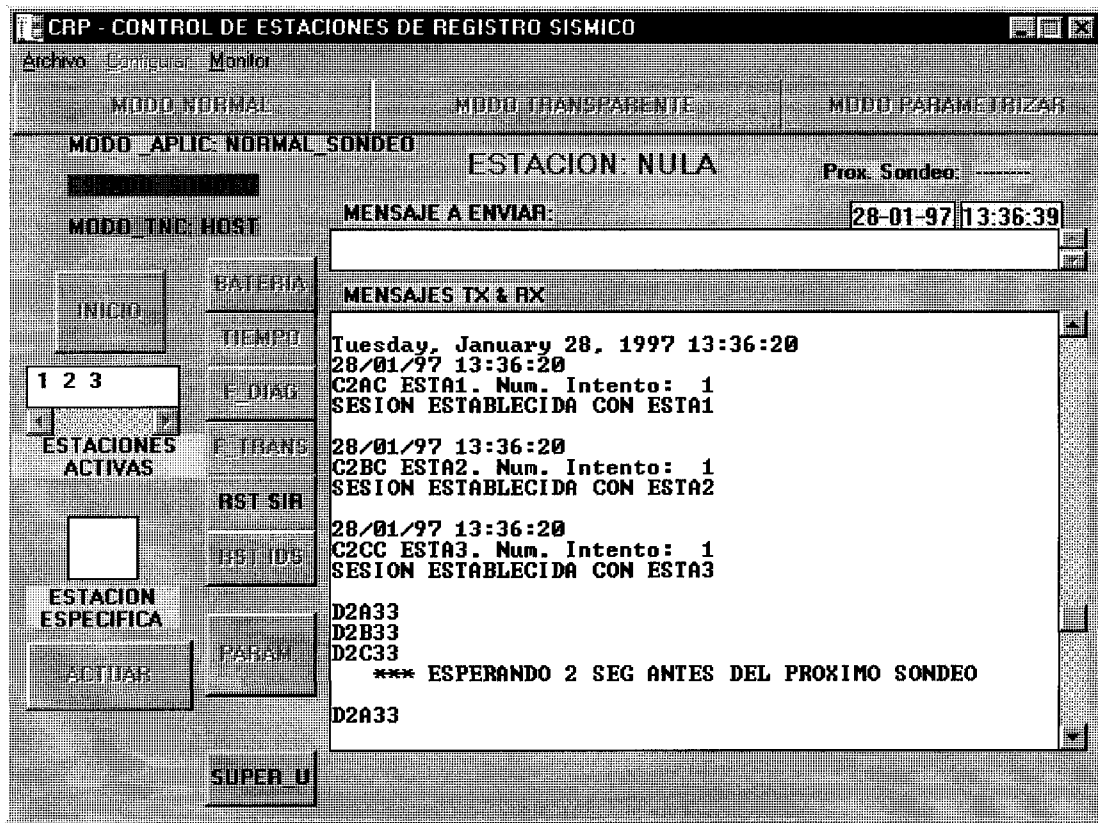 CRP - CONTROL DE ESTACIONES DE REGISTRO SISMICO
Archivo Configurar Monitor
MODO NORMAL
MODO TRANSPARENTE
MODO PARAMETRIZAR
MODO _APLIC: NORMAL_SONDEO
ESTACION: NULA
Prox. Sondeo: -------
MODO_TNC: HOST
MENSAJE A ENVIAR:
28-01-97 13:36:39
INICIO
BATERIA
TIEMPO
F_DIAG
F_TRANS
RST SIR
RST IDS
PARAM.
SUPER_U
1 2 3
ESTACIONES
ACTIVAS
ESTACION
ESPECIFICA
ACTUAR
MENSAJES TX & RX
Tuesday, January 28, 1997 13:36:20
28/01/97 13:36:20
C2AC ESTA1. Num. Intento: 1
SESION ESTABLECIDA CON ESTA1
28/01/97 13:36:20
C2BC ESTA2. Num. Intento: 1
SESION ESTABLECIDA CON ESTA2
28/01/97 13:36:20
C2CC ESTA3. Num. Intento: 1
SESION ESTABLECIDA CON ESTA3
D2A33
D2B33
D2C33
*** ESPERANDO 2 SEG ANTES DEL PROXIMO SONDEO
D2A33